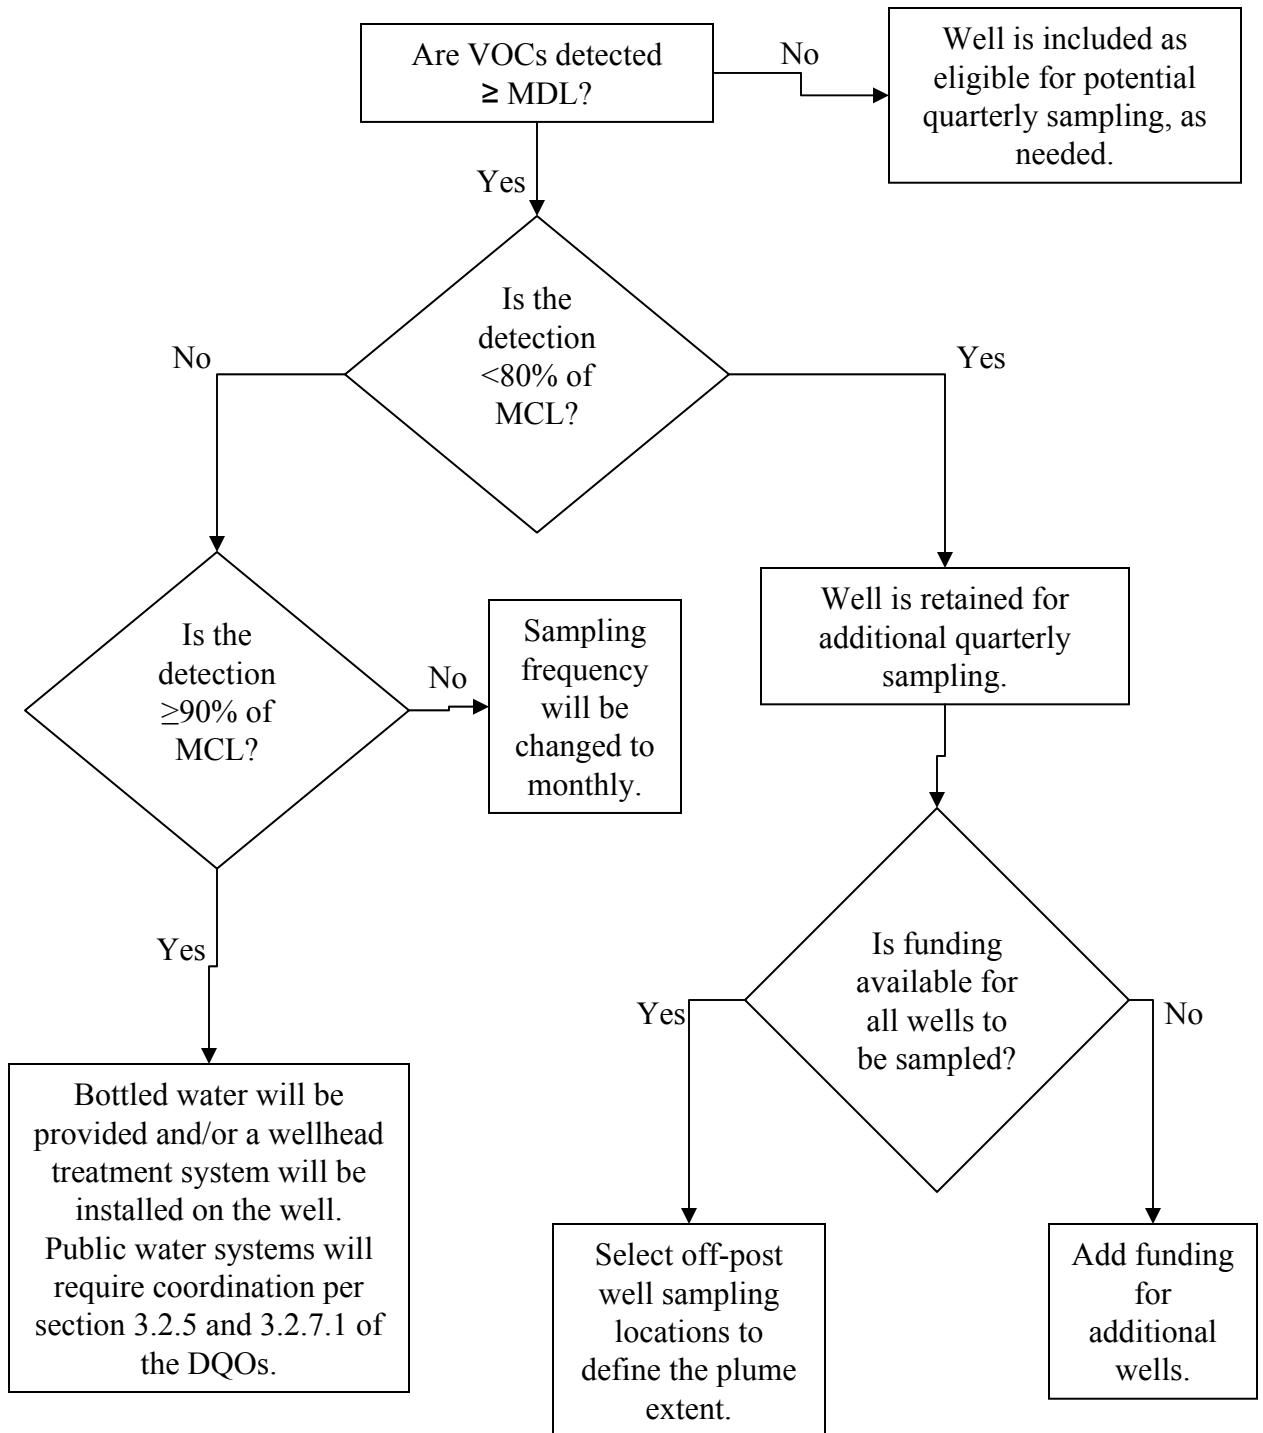 Are VOCs detected
≥ MDL?
No
Well is included as
eligible for potential
quarterly sampling, as
needed.
Yes
Is the
detection
<80% of
MCL?
No
Yes
Is the
detection
≥90% of
MCL?
No
Sampling
frequency
will be
changed to
monthly.
Well is retained for
additional quarterly
sampling.
Yes
Is funding
available for
all wells to
be sampled?
Yes
No
Bottled water will be
provided and/or a wellhead
treatment system will be
installed on the well.
Public water systems will
require coordination per
section 3.2.5 and 3.2.7.1 of
the DQOs.
Select off-post
well sampling
locations to
define the plume
extent.
Add funding
for
additional
wells.